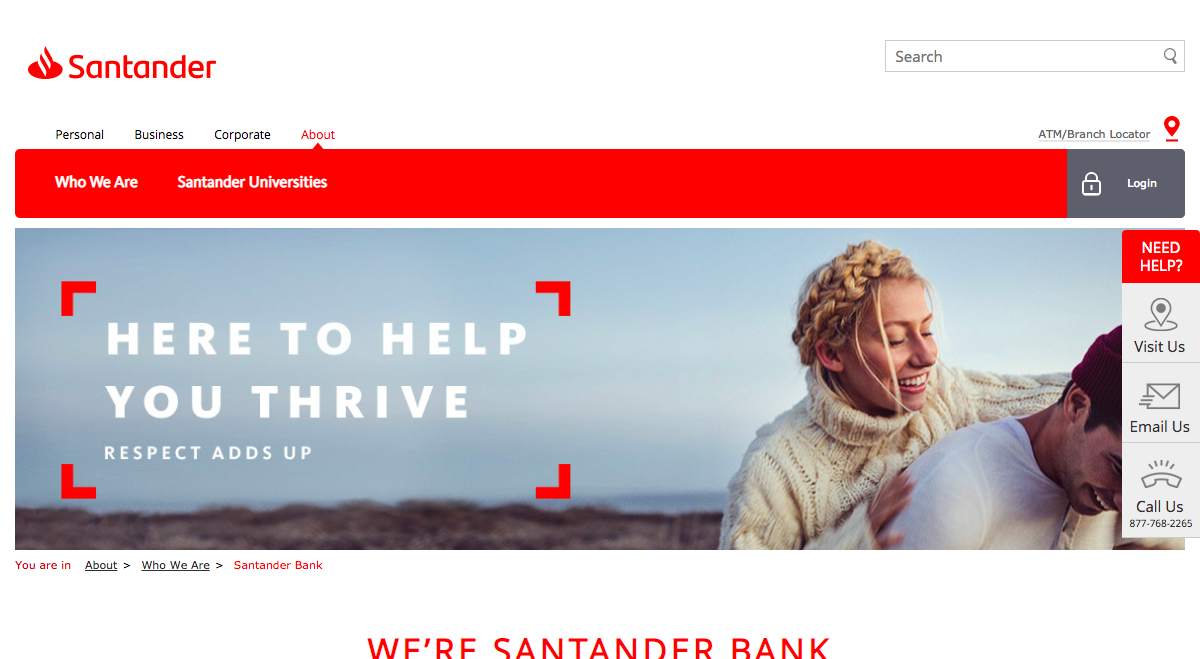 Santander
Search
Personal Business Corporate About
ATM/Branch Locator
Who We Are Santander Universities
Login
HERE TO HELP
YOU THRIVE
RESPECT ADDS UP
NEED
HELP?
Visit Us
Email Us
Call Us
877-768-2265
You are in About > Who We Are > Santander Bank
WE'RE SANTANDER BANK